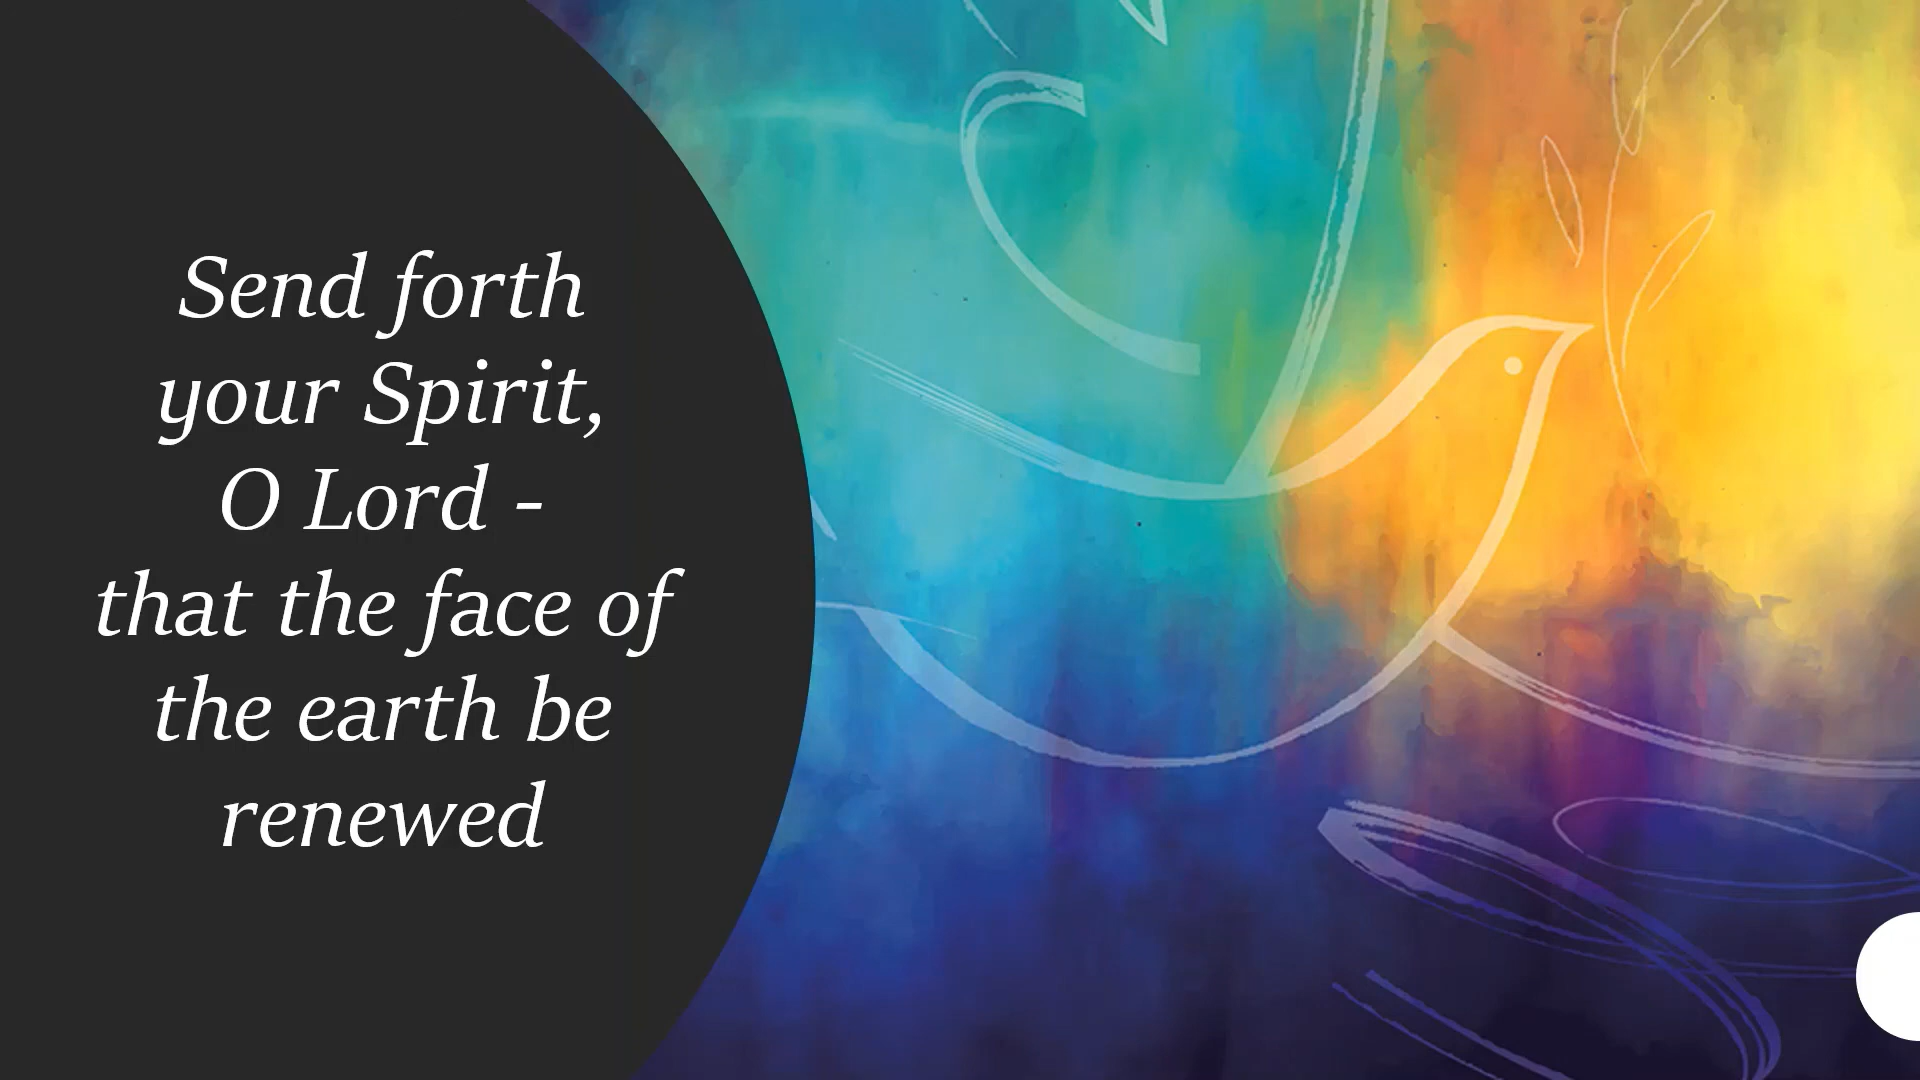 Send forth
your Spirit,
O Lord -
that the face of
the earth be
renewed